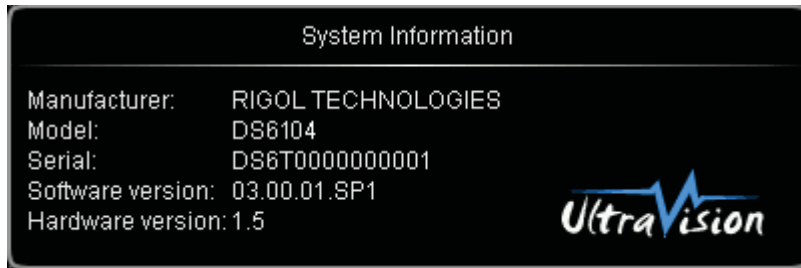 System Information
Manufacturer: RIGOL TECHNOLOGIES
Model: DS6104
Serial: DS6T0000000001
Software version: 03.00.01.SP1
Hardware version: 1.5
UltraVision